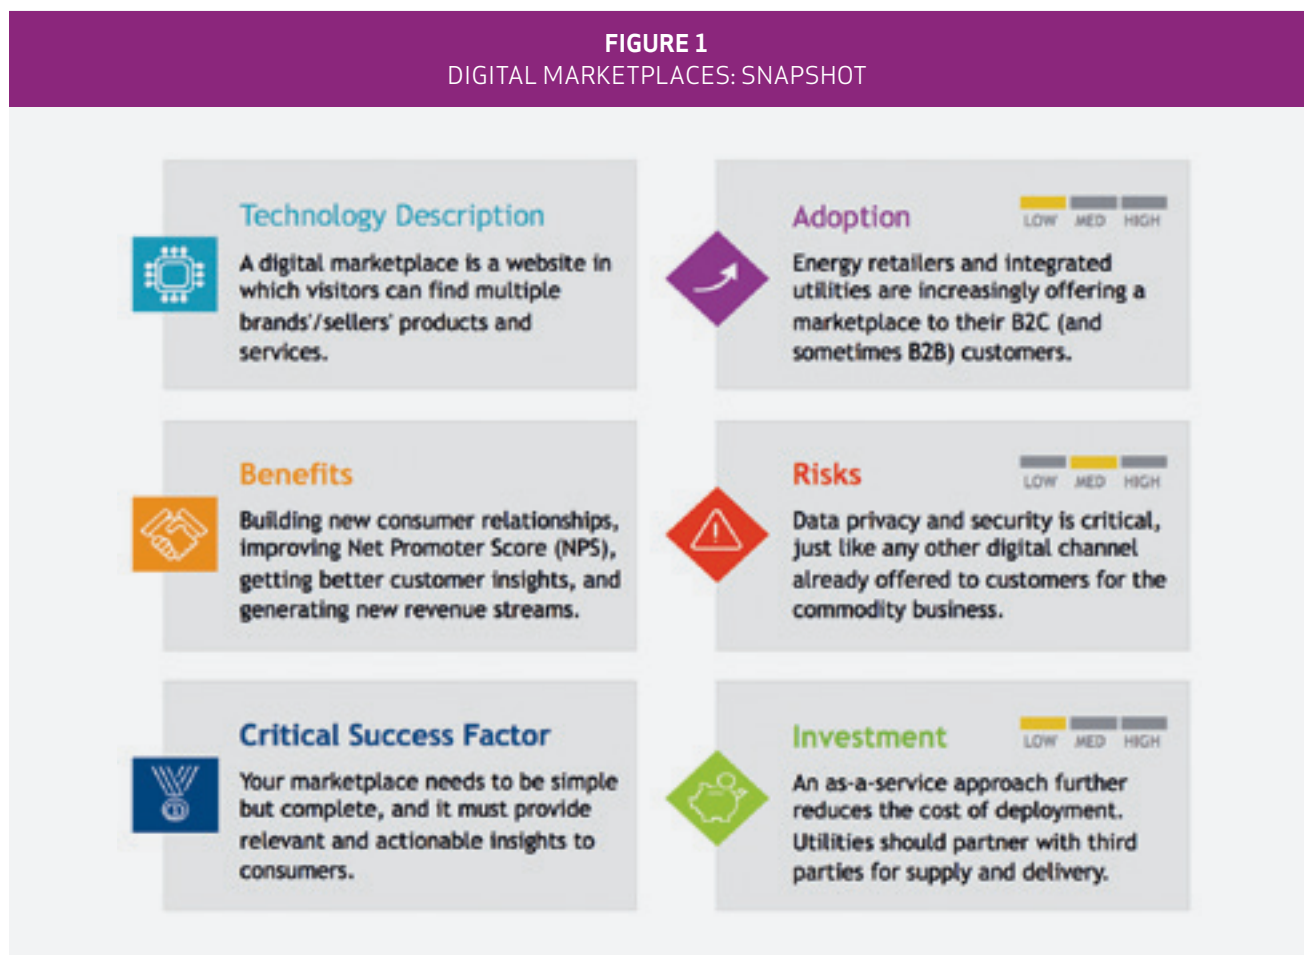 FIGURE 1
DIGITAL MARKETPLACES: SNAPSHOT
Technology Description
A digital marketplace is a website in
which visitors can find multiple
brands'/sellers' products and
services.
Adoption
LOW MED HIGH
Energy retailers and integrated
utilities are increasingly offering a
marketplace to their B2C (and
sometimes B2B) customers.
Benefits
Building new consumer relationships,
improving Net Promoter Score (NPS),
getting better customer insights, and
generating new revenue streams.
Risks
LOW MED HIGH
Data privacy and security is critical,
just like any other digital channel
already offered to customers for the
commodity business.
Critical Success Factor
Your marketplace needs to be simple
but complete, and it must provide
relevant and actionable insights to
consumers.
Investment
LOW MED HIGH
An as-a-service approach further
reduces the cost of deployment.
Utilities should partner with third
parties for supply and delivery.